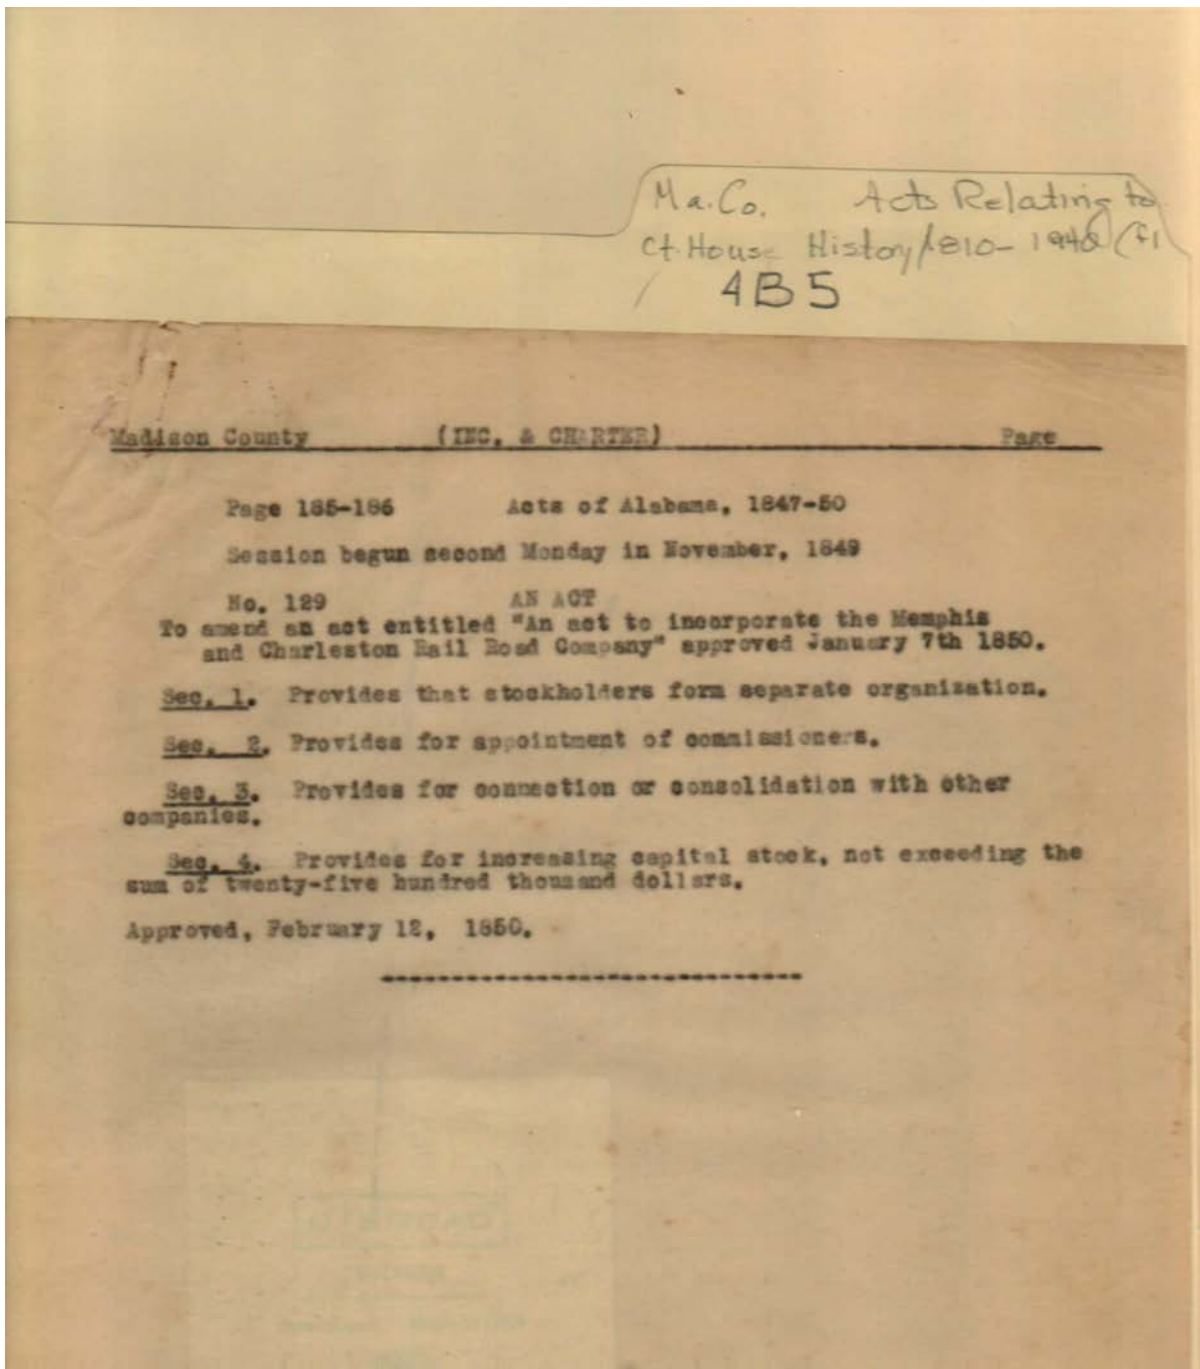 Ma.Co. Acts Relating to
Ct. House History/1810-1940 (f1
4B5
Madison County (INC. & CHARTER) Page
Page 185-186 Acts of Alabama, 1847-50
Session begun second Monday in November, 1849
No. 129 AN ACT
To amend an act entitled "An act to incorporate the Memphis
and Charleston Rail Road Company" approved January 7th 1850.
Sec. 1. Provides that stockholders form separate organization.
Sec. 2. Provides for appointment of commissioners.
Sec. 3. Provides for connection or consolidation with other
companies.
Sec. 4. Provides for increasing capital stock, not exceeding the
sum of twenty-five hundred thousand dollars.
Approved, February 12, 1850.